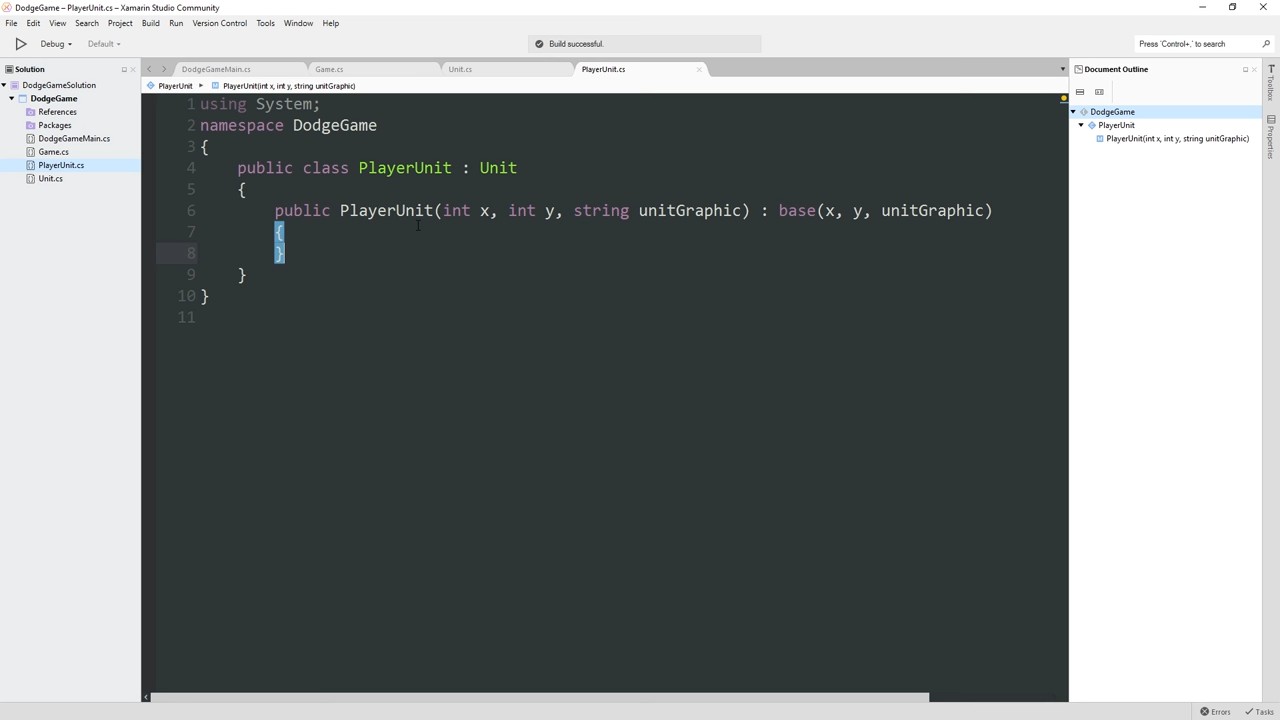 DodgeGame – PlayerUnit.cs – Xamarin Studio Community
File Edit View Search Project Build Run Version Control Tools Window Help
Debug Default Build successful. Press 'Control+,' to search
Solution
DodgeGameSolution
DodgeGame
References
Packages
DodgeGameMain.cs
Game.cs
PlayerUnit.cs
Unit.cs
DodgeGameMain.cs Game.cs Unit.cs PlayerUnit.cs
PlayerUnit PlayerUnit(int x, int y, string unitGraphic)
1 using System;
2 namespace DodgeGame
3 {
4 public class PlayerUnit : Unit
5 {
6 public PlayerUnit(int x, int y, string unitGraphic) : base(x, y, unitGraphic)
7 {
8 }
9 }
10 }
11
Document Outline
DodgeGame
PlayerUnit
PlayerUnit(int x, int y, string unitGraphic)
Toolbox
Properties
Errors Tasks